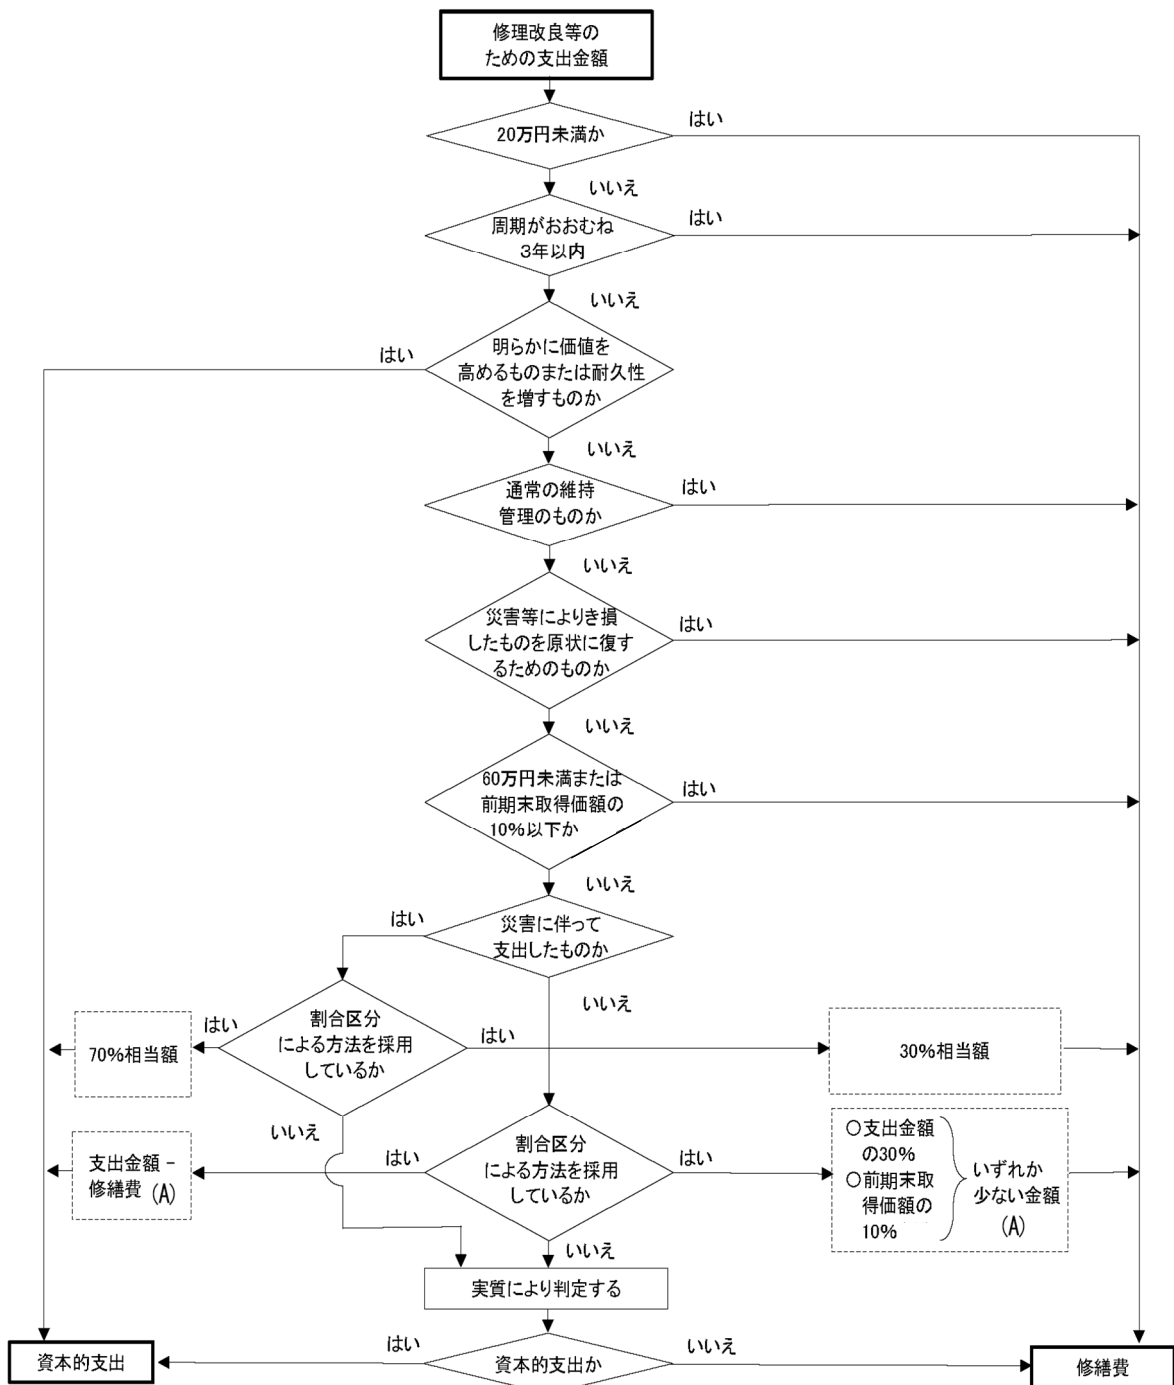 修理改良等の
ための支出金額
20万円未満か
はい
いいえ
周期がおおむね
3年以内
はい
いいえ
明らかに価値を
高めるものまたは耐久性
を増すものか
はい
いいえ
通常の維持
管理のものか
はい
いいえ
災害等によりき損
したものを原状に復す
るためのものか
はい
いいえ
60万円未満または
前期末取得価額の
10%以下か
はい
いいえ
災害に伴って
支出したものか
はい
いいえ
割合区分
による方法を採用
しているか
はい
70%相当額
はい
30%相当額
いいえ
割合区分
による方法を採用
しているか
はい
支出金額－
修繕費(A)
はい
○支出金額
の30%
○前期末取
得価額の
10%
いずれか
少ない金額
(A)
いいえ
実質により判定する
資本的支出か
はい
いいえ
資本的支出
修繕費